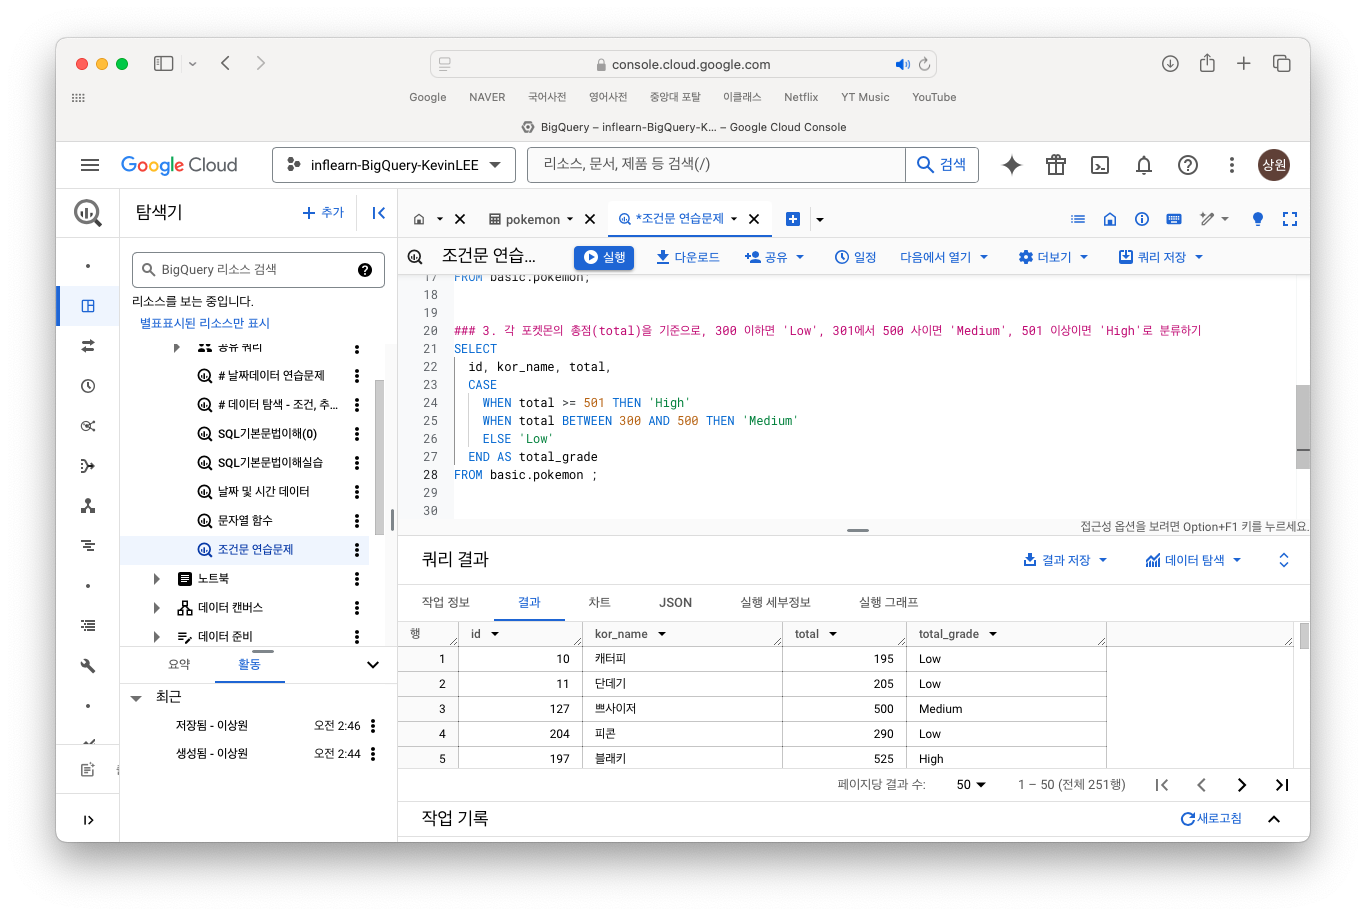 console.cloud.google.com
Google NAVER 국어사전 영어사전 중앙대 포탈 이클래스 Netflix YT Music YouTube
BigQuery – inflearn-BigQuery-K... – Google Cloud Console
Google Cloud
inflearn-BigQuery-KevinLEE
리소스, 문서, 제품 등 검색(/)
검색
상원
탐색기
추가
BigQuery 리소스 검색
리소스를 보는 중입니다.
별표표시된 리소스만 표시
공유 쿼리
# 날짜데이터 연습문제
# 데이터 탐색 - 조건, 추...
SQL기본문법이해(0)
SQL기본문법이해실습
날짜 및 시간 데이터
문자열 함수
조건문 연습문제
노트북
데이터 캔버스
데이터 준비
요약 활동
최근
저장됨 - 이상원 오전 2:46
생성됨 - 이상원 오전 2:44
pokemon
*조건문 연습문제
조건문 연습...
실행 다운로드 공유 일정 다음에서 열기 더보기 쿼리 저장
17 FROM basic.pokemon;
18
19
20 ### 3. 각 포켓몬의 총점(total)을 기준으로, 300 이하면 'Low', 301에서 500 사이면 'Medium', 501 이상이면 'High'로 분류하기
21 SELECT
22 id, kor_name, total,
23 CASE
24 WHEN total >= 501 THEN 'High'
25 WHEN total BETWEEN 300 AND 500 THEN 'Medium'
26 ELSE 'Low'
27 END AS total_grade
28 FROM basic.pokemon ;
29
30
접근성 옵션을 보려면 Option+F1 키를 누르세요.
쿼리 결과
결과 저장 데이터 탐색
작업 정보 결과 차트 JSON 실행 세부정보 실행 그래프
행 id kor_name total total_grade
1 10 캐터피 195 Low
2 11 단데기 205 Low
3 127 쁘사이저 500 Medium
4 204 피콘 290 Low
5 197 블래키 525 High
페이지당 결과 수: 50 1 – 50 (전체 251행)
작업 기록
새로고침